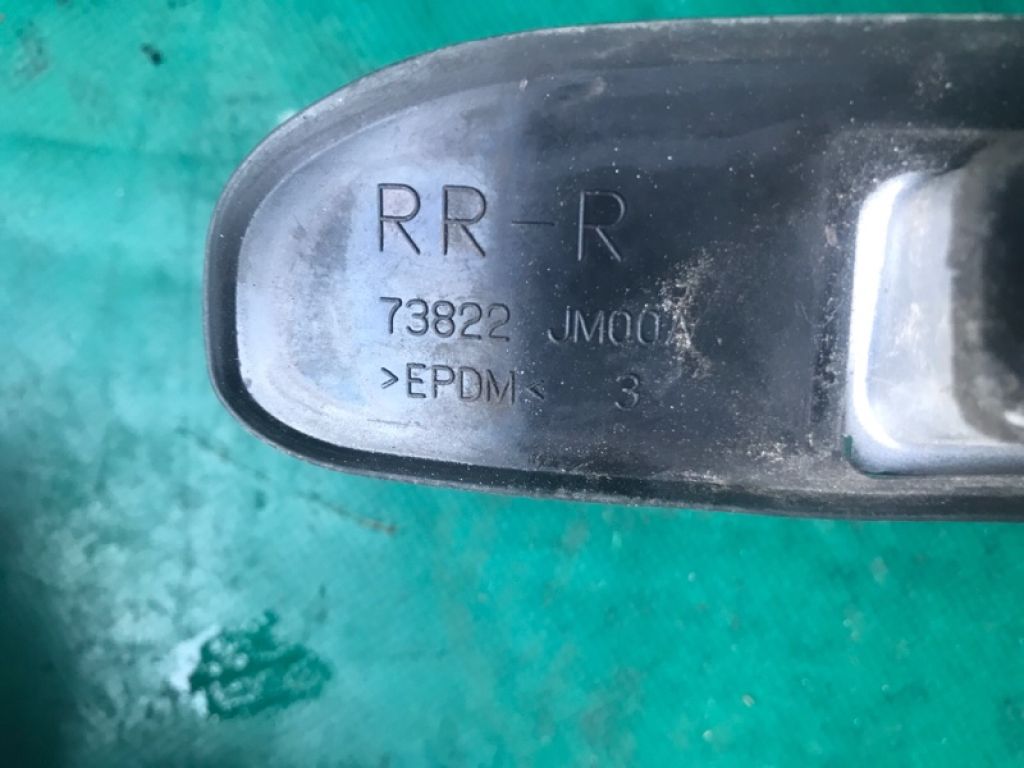 RR-R
73822 JM00A
>EPDM< 3